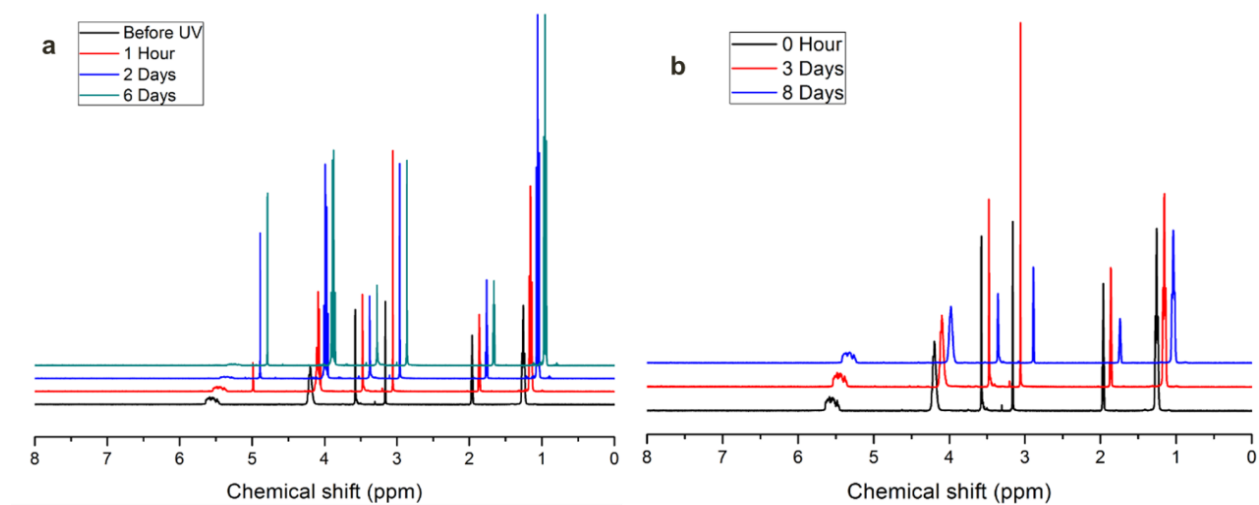 a
Before UV
1 Hour
2 Days
6 Days
8 7 6 5 4 3 2 1 0
Chemical shift (ppm)
b
0 Hour
3 Days
8 Days
8 7 6 5 4 3 2 1 0
Chemical shift (ppm)